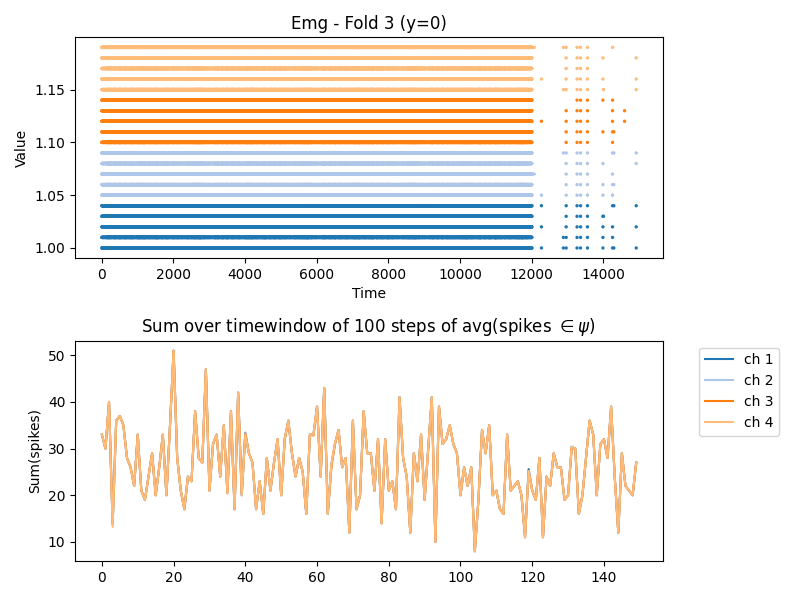 Emg - Fold 3 (y=0)
Value
1.15
1.10
1.05
1.00
0 2000 4000 6000 8000 10000 12000 14000
Time
Sum over timewindow of 100 steps of avg(spikes ∈ ψ)
Sum(spikes)
50
40
30
20
10
0 20 40 60 80 100 120 140
ch 1
ch 2
ch 3
ch 4